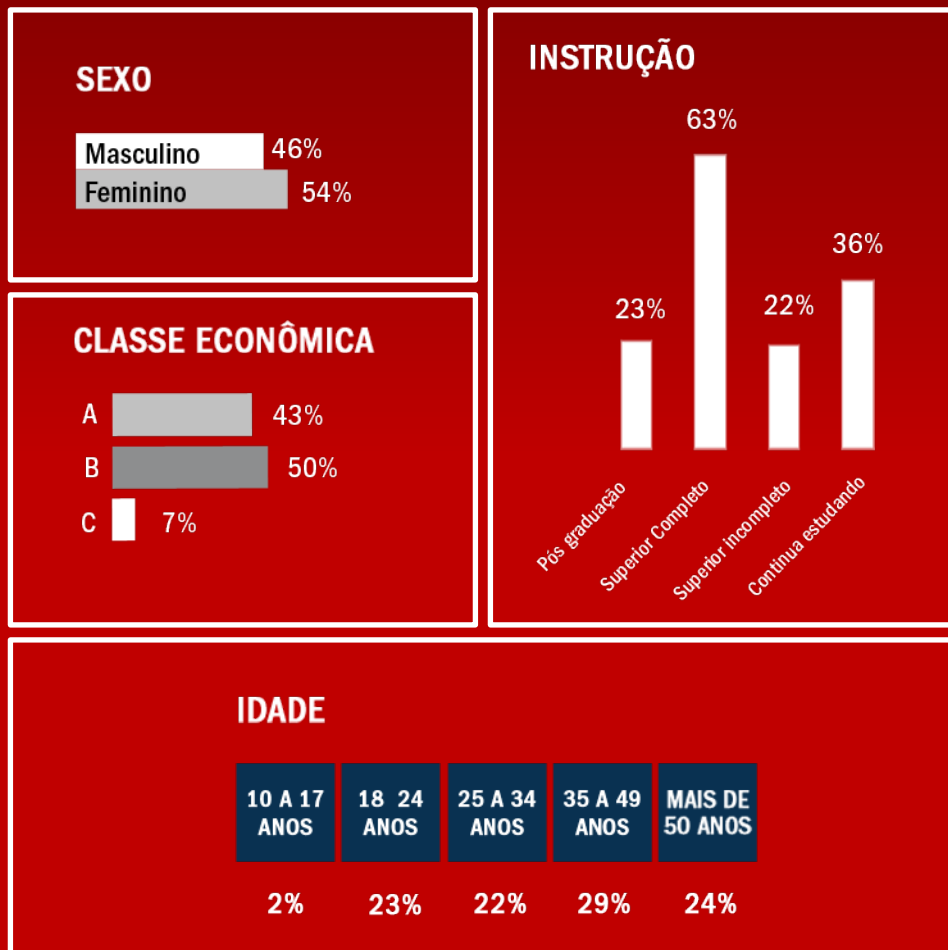 SEXO
Masculino 46%
Feminino 54%
CLASSE ECONÔMICA
A 43%
B 50%
C 7%
INSTRUÇÃO
63%
36%
23%
22%
Pós graduação
Superior Completo
Superior incompleto
Continua estudando
IDADE
10 A 17 ANOS
18 24 ANOS
25 A 34 ANOS
35 A 49 ANOS
MAIS DE 50 ANOS
2% 23% 22% 29% 24%